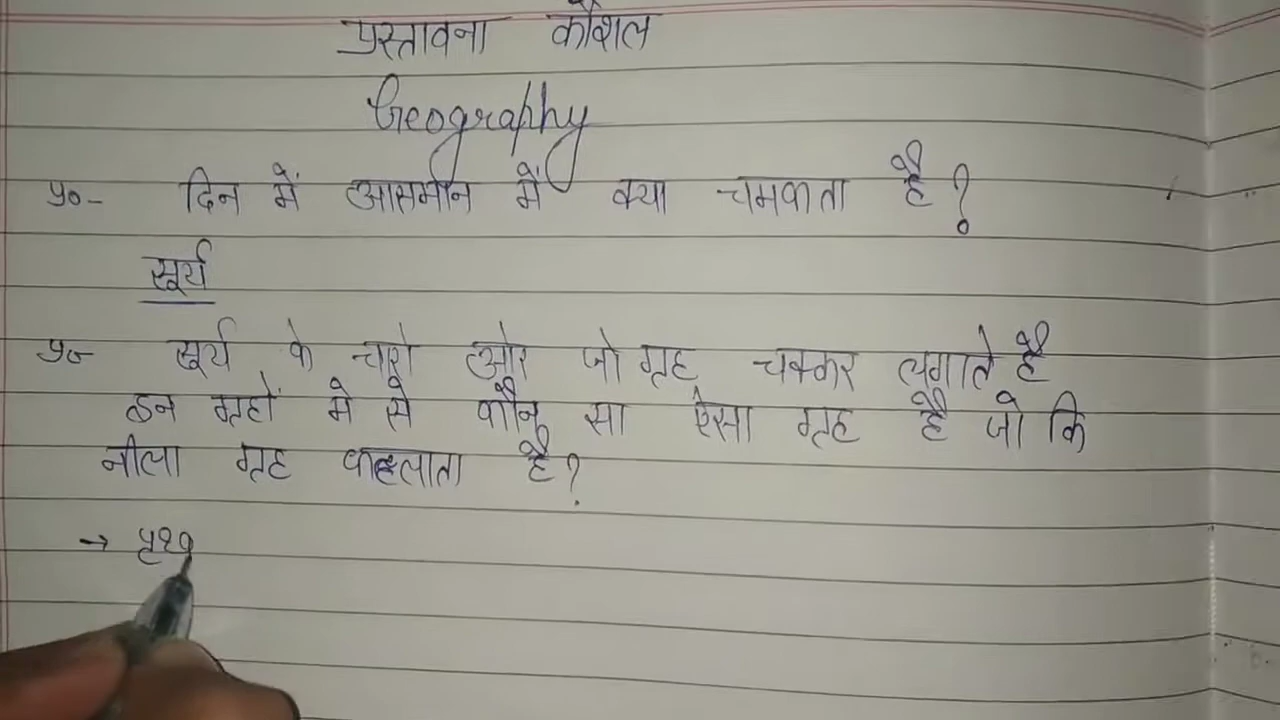 प्रस्तावना कौशल
Geography
प्र०- दिन में आसमान में क्या चमकता है?
सूर्य
प्र०- सूर्य के चारो ओर जो ग्रह चक्कर लगाते है
उन ग्रहों मे से कौन सा ऐसा ग्रह है जो कि
नीला ग्रह कहलाता है?
→